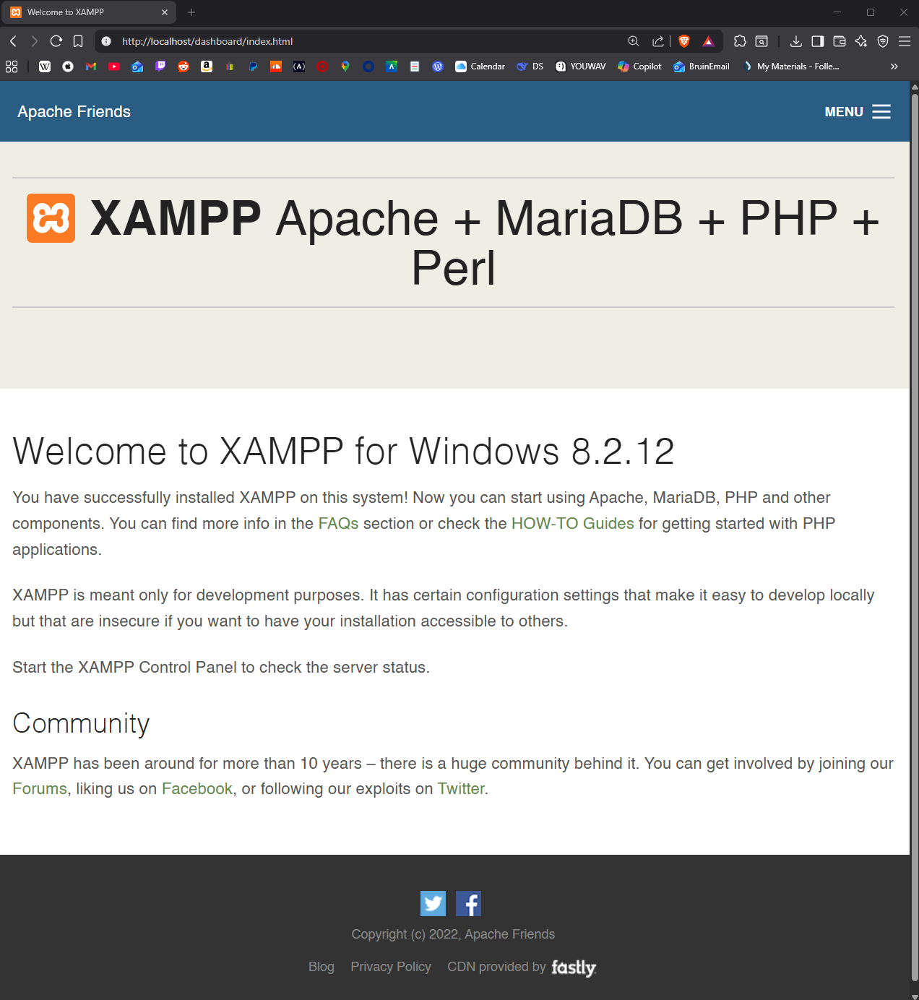 Welcome to XAMPP
http://localhost/dashboard/index.html
Calendar
DS
YOUWAV
Copilot
BruinEmail
My Materials - Folle...
Apache Friends
MENU
XAMPP Apache + MariaDB + PHP +
Perl
Welcome to XAMPP for Windows 8.2.12
You have successfully installed XAMPP on this system! Now you can start using Apache, MariaDB, PHP and other
components. You can find more info in the FAQs section or check the HOW-TO Guides for getting started with PHP
applications.
XAMPP is meant only for development purposes. It has certain configuration settings that make it easy to develop locally
but that are insecure if you want to have your installation accessible to others.
Start the XAMPP Control Panel to check the server status.
Community
XAMPP has been around for more than 10 years – there is a huge community behind it. You can get involved by joining our
Forums, liking us on Facebook, or following our exploits on Twitter.
Copyright (c) 2022, Apache Friends
Blog
Privacy Policy
CDN provided by fastly